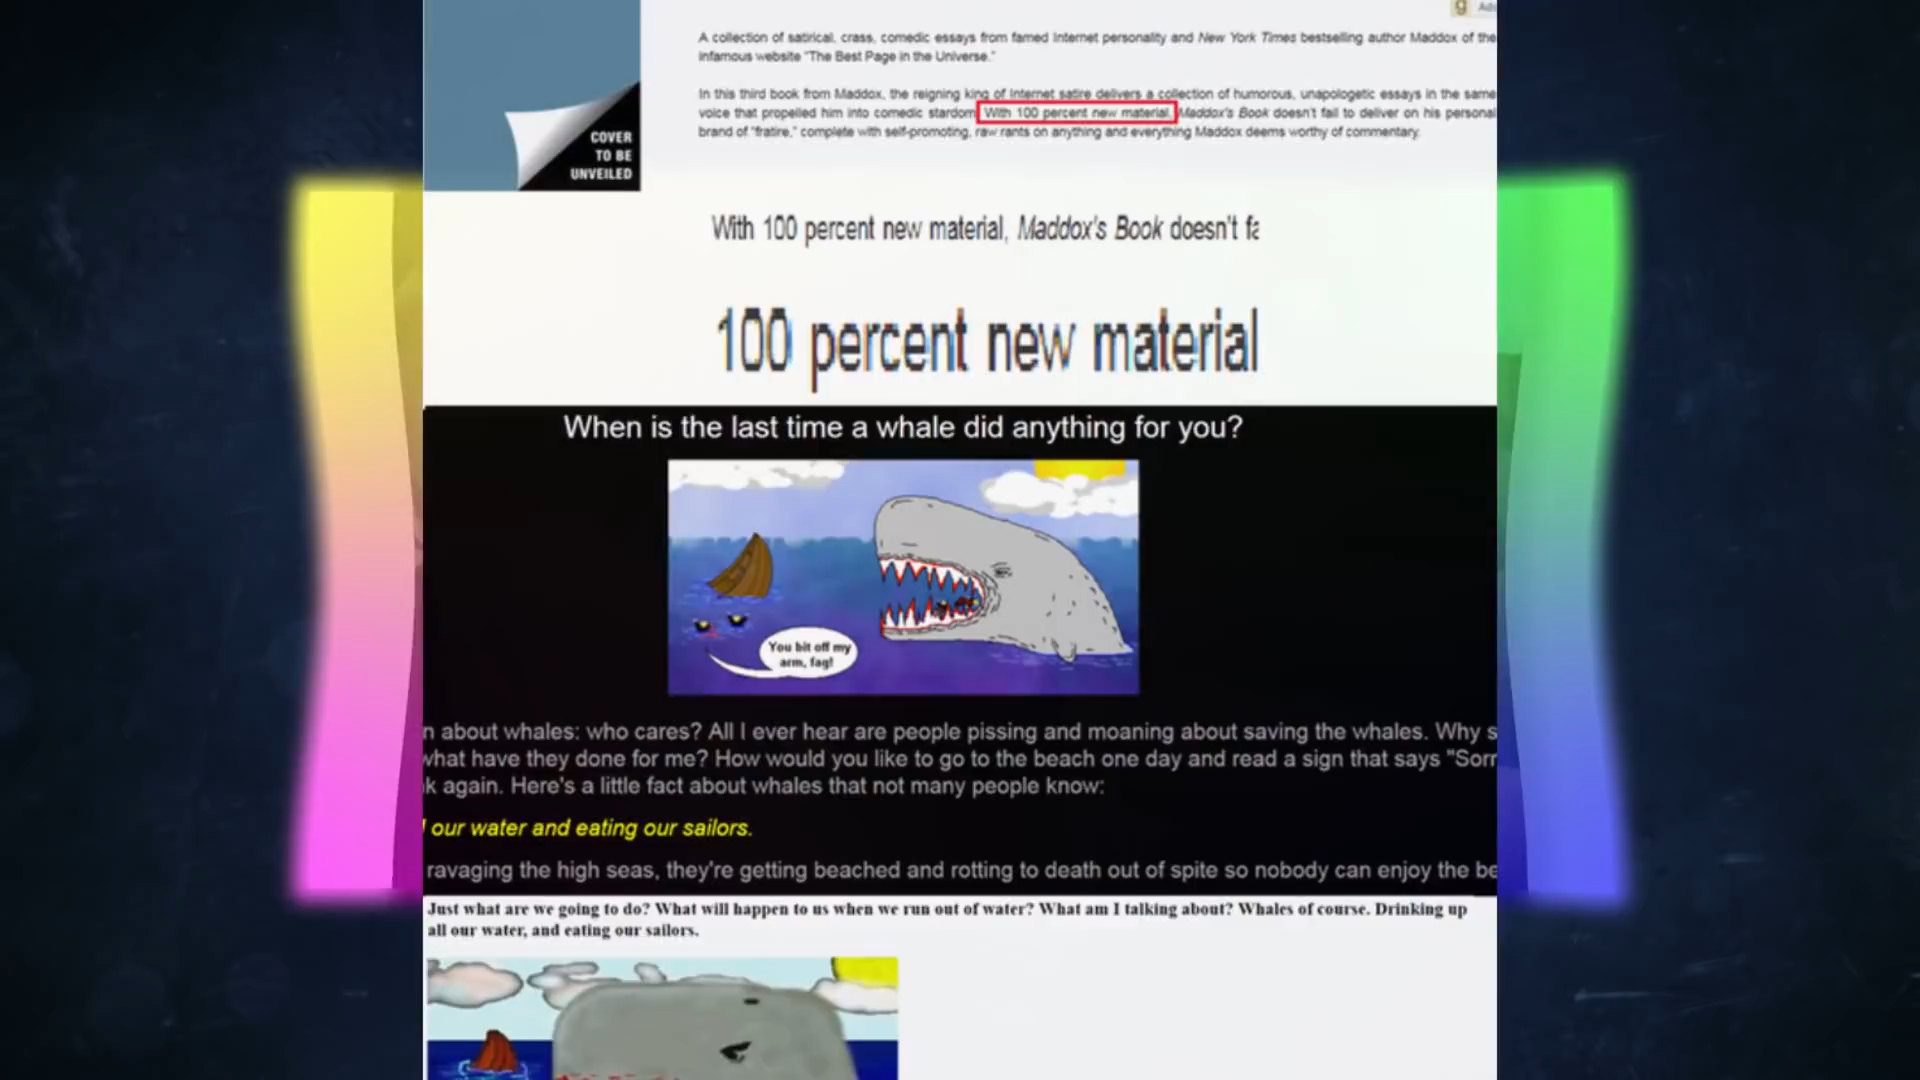 g Ad
A collection of satirical, crass, comedic essays from famed Internet personality and New York Times bestselling author Maddox of the
infamous website "The Best Page in the Universe."
In this third book from Maddox, the reigning king of Internet satire delivers a collection of humorous, unapologetic essays in the same
voice that propelled him into comedic stardom. With 100 percent new material, Maddox's Book doesn't fail to deliver on his personal
brand of "fratire," complete with self-promoting, raw rants on anything and everything Maddox deems worthy of commentary.
COVER
TO BE
UNVEILED
With 100 percent new material, Maddox's Book doesn't fa
100 percent new material
When is the last time a whale did anything for you?
You bit off my
arm, fag!
n about whales: who cares? All I ever hear are people pissing and moaning about saving the whales. Why s
what have they done for me? How would you like to go to the beach one day and read a sign that says "Sorr
k again. Here's a little fact about whales that not many people know:
our water and eating our sailors.
ravaging the high seas, they're getting beached and rotting to death out of spite so nobody can enjoy the be
Just what are we going to do? What will happen to us when we run out of water? What am I talking about? Whales of course. Drinking up
all our water, and eating our sailors.